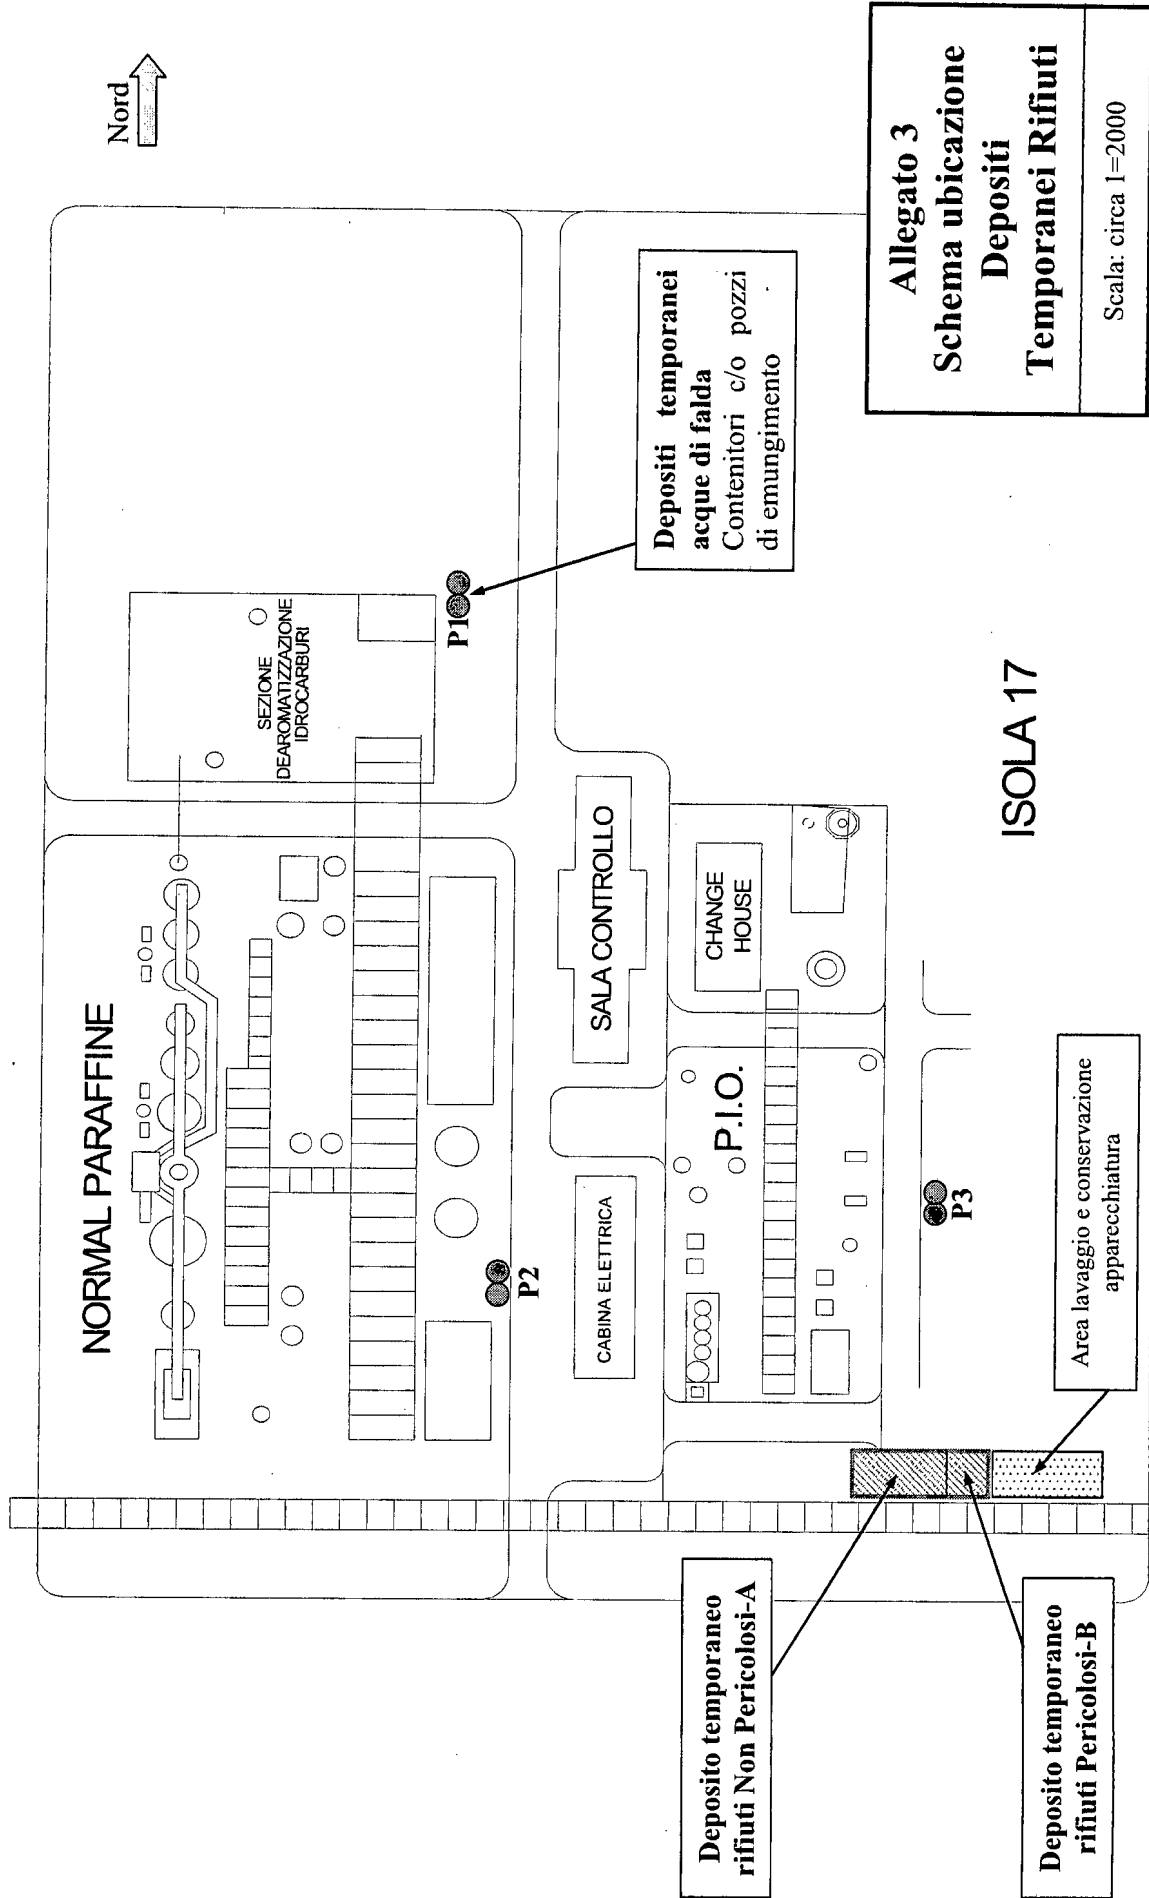 Nord
NORMAL PARAFFINE
SEZIONE
DEAROMATIZZAZIONE
IDROCARBURI
P1
P2
Depositi temporanei
acque di falda
Contenitori c/o pozzi
di emungimento
SALA CONTROLLO
CABINA ELETTRICA
CHANGE
HOUSE
P.I.O.
P3
ISOLA 17
Area lavaggio e conservazione
apparecchiatura
Deposito temporaneo
rifiuti Non Pericolosi-A
Deposito temporaneo
rifiuti Pericolosi-B
Allegato 3
Schema ubicazione
Depositi
Temporanei Rifiuti
Scala: circa 1=2000